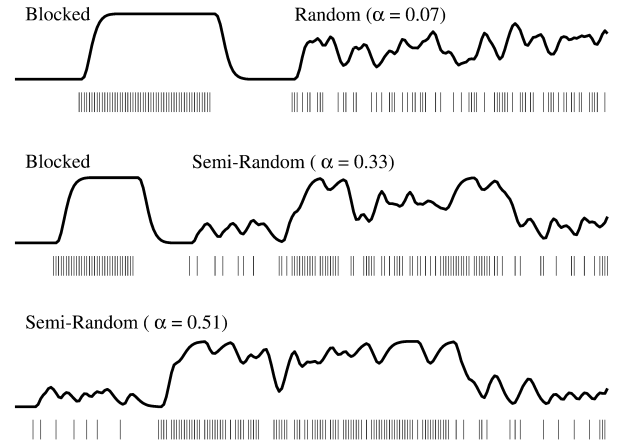 Blocked
Random (α = 0.07)
Blocked
Semi-Random ( α = 0.33)
Semi-Random ( α = 0.51)